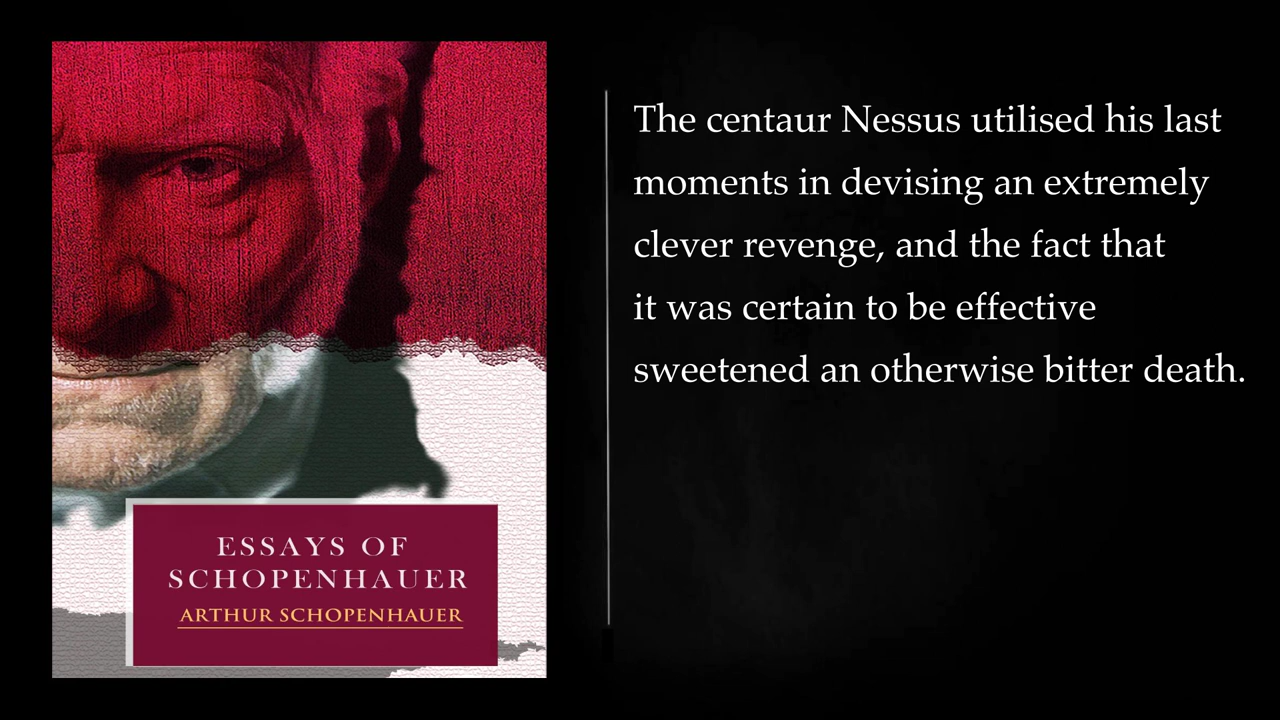 The centaur Nessus utilised his last
moments in devising an extremely
clever revenge, and the fact that
it was certain to be effective
sweetened an otherwise bitter death.
ESSAYS OF
SCHOPENHAUER
ARTHUR SCHOPENHAUER